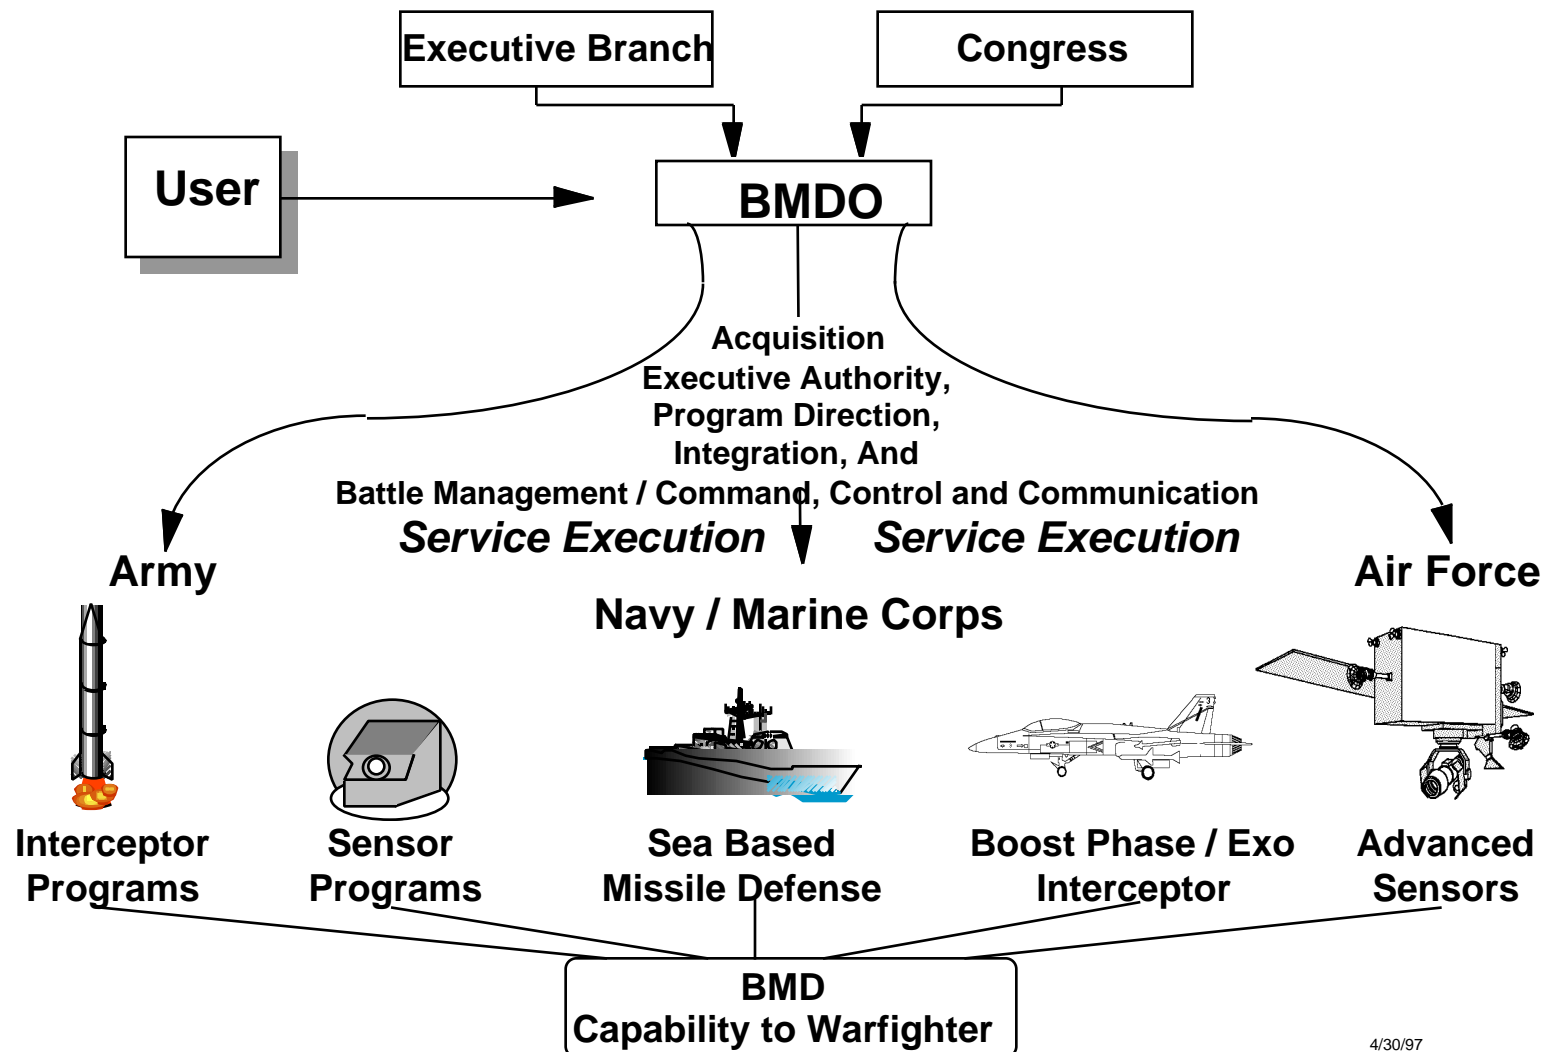 Executive Branch
Congress
User
BMDO
Acquisition
Executive Authority,
Program Direction,
Integration, And
Battle Management / Command, Control and Communication
Service Execution
Service Execution
Army
Air Force
Navy / Marine Corps
Interceptor
Programs
Sensor
Programs
Sea Based
Missile Defense
Boost Phase / Exo
Interceptor
Advanced
Sensors
BMD
Capability to Warfighter
4/30/97